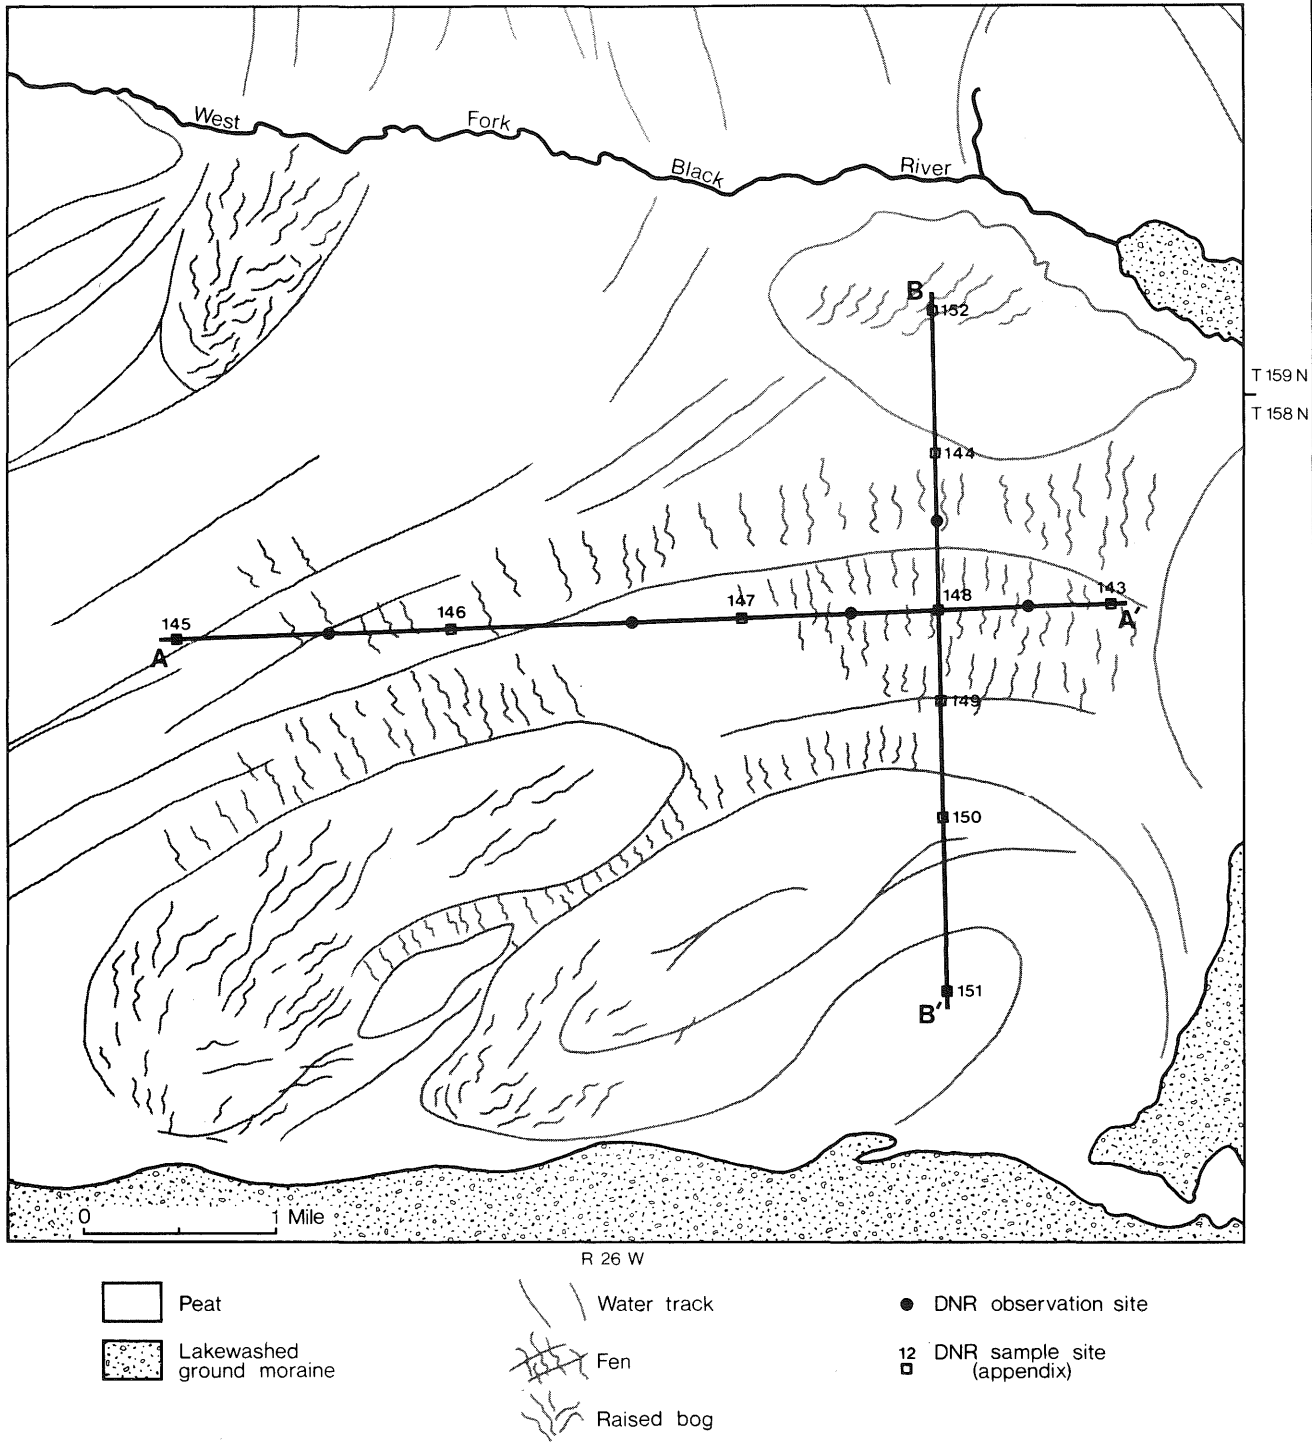 West Fork Black River
B
152
T 159 N
T 158 N
144
143
148
147
146
145
A
A′
149
150
151
B′
0 1 Mile
R 26 W
Peat
Lakewashed
ground moraine
Water track
Fen
Raised bog
DNR observation site
12 DNR sample site
(appendix)